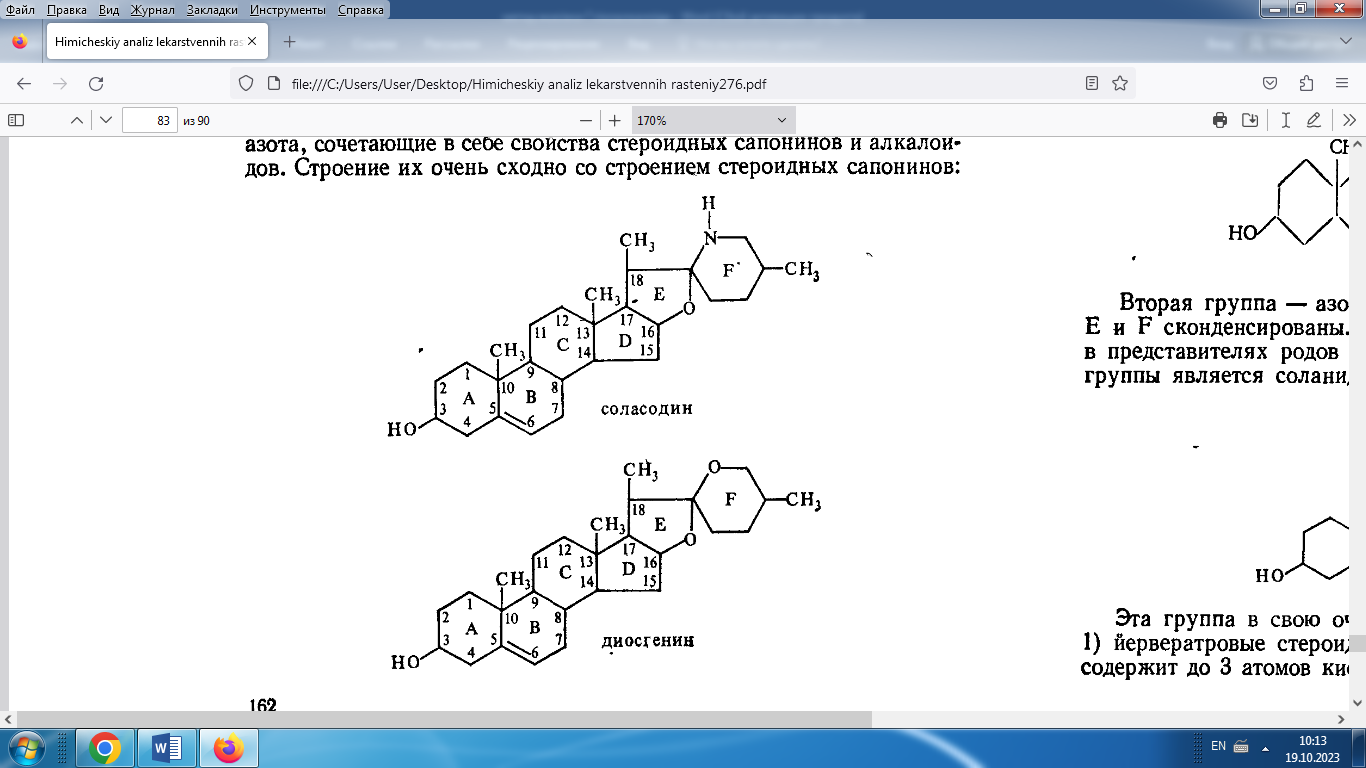 Файл Правка Вид Журнал Закладки Инструменты Справка
Himicheskiy analiz lekarstvennih ras
file:///C:/Users/User/Desktop/Himicheskiy analiz lekarstvennih rasteniy276.pdf
83 из 90
170%
азота, сочетающие в себе свойства стероидных сапонинов и алкалои-
дов. Строение их очень сходно со строением стероидных сапонинов:
H
N
CH3
F
CH3
18
E
CH3
O
12
17
11
13
16
C
D
CH3
14
15
1
9
2
10
8
A
B
3
5
7
4
6
HO
соласодин
CH3
O
F
CH3
18
E
CH3
O
12
17
11
13
16
C
D
CH3
14
15
1
9
2
10
8
A
B
3
5
7
4
6
HO
диосгенин
162
HO
Вторая группа — азо
E и F сконденсированы.
в представителях родов
группы является солани
HO
Эта группа в свою оч
1) йервератровые стероид
содержит до 3 атомов ки
EN
10:13
19.10.2023